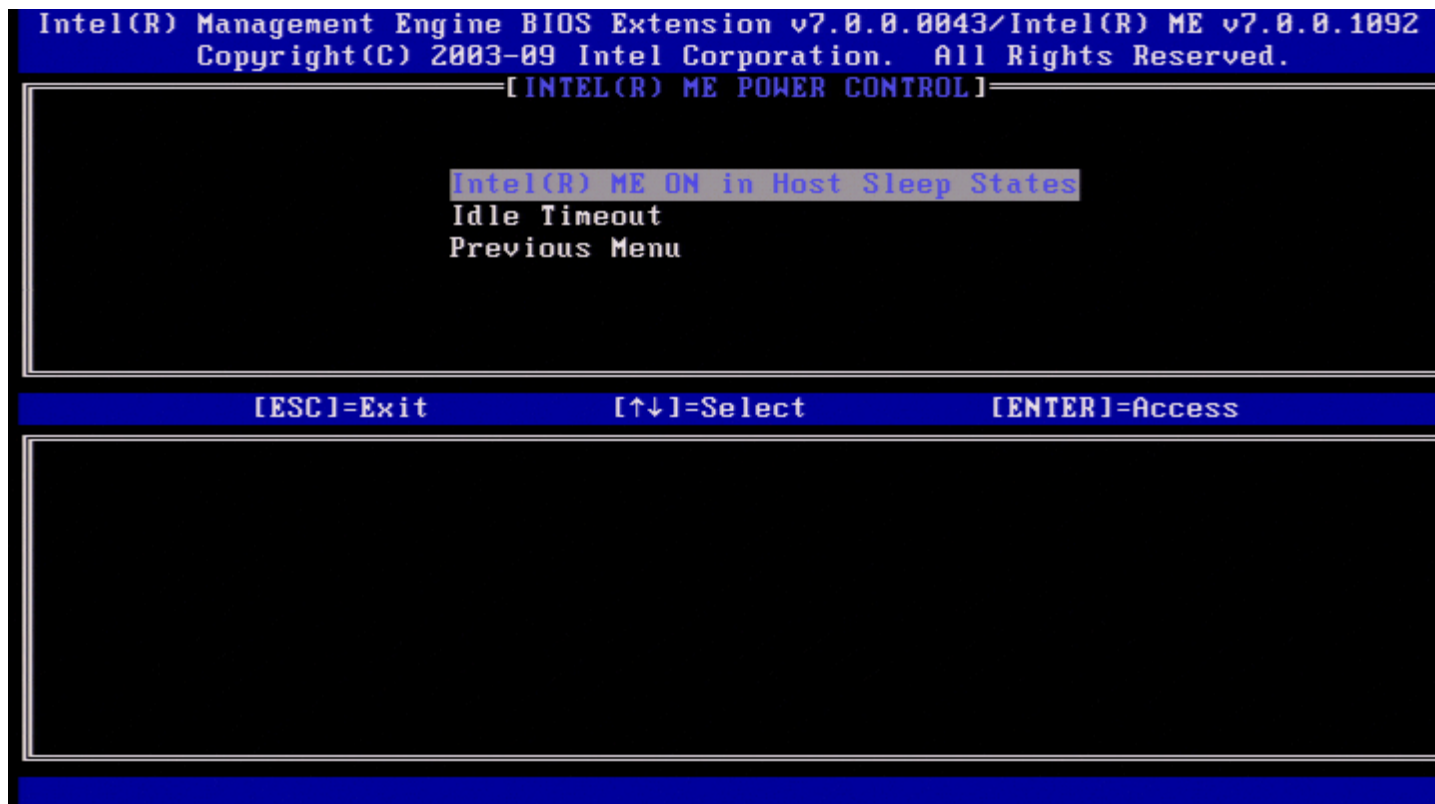 Intel(R) Management Engine BIOS Extension v7.0.0.0043/Intel(R) ME v7.0.0.1092
Copyright(C) 2003-09 Intel Corporation. All Rights Reserved.
[INTEL(R) ME POWER CONTROL]
Intel(R) ME ON in Host Sleep States
Idle Timeout
Previous Menu
[ESC]=Exit [↑↓]=Select [ENTER]=Access